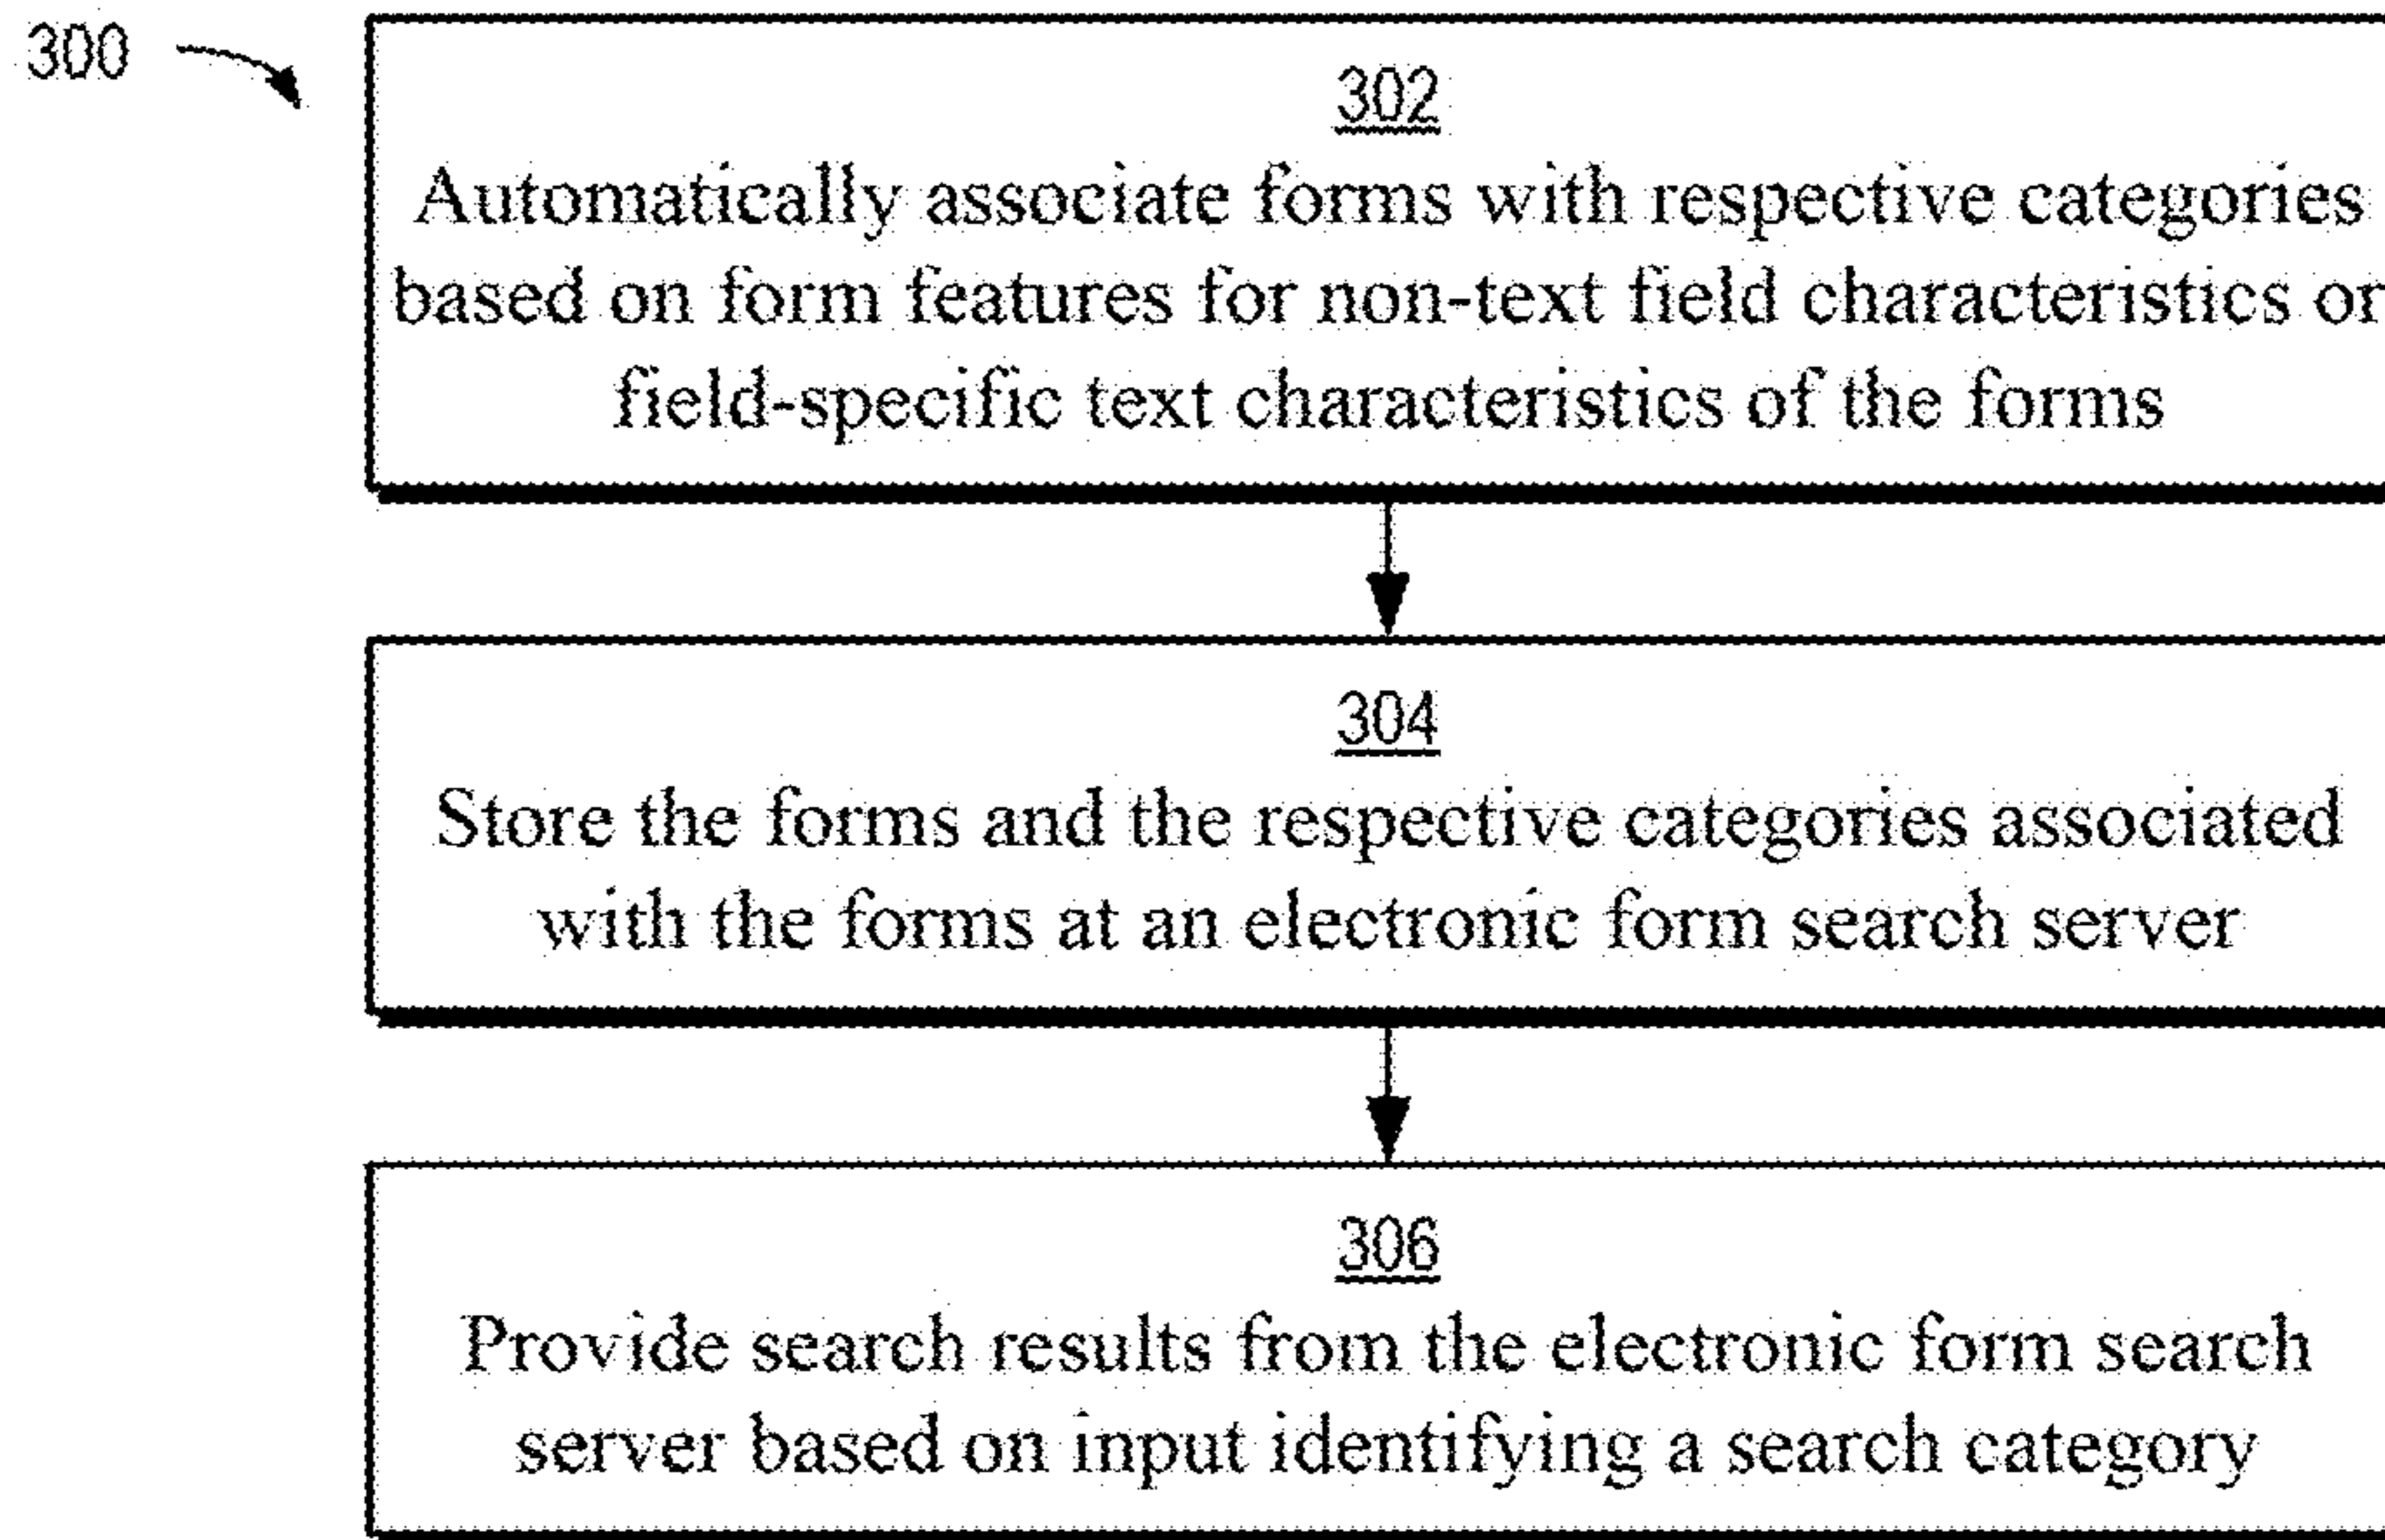 300
302
Automatically associate forms with respective categories
based on form features for non-text field characteristics or
field-specific text characteristics of the forms
304
Store the forms and the respective categories associated
with the forms at an electronic form search server
306
Provide search results from the electronic form search
server based on input identifying a search category